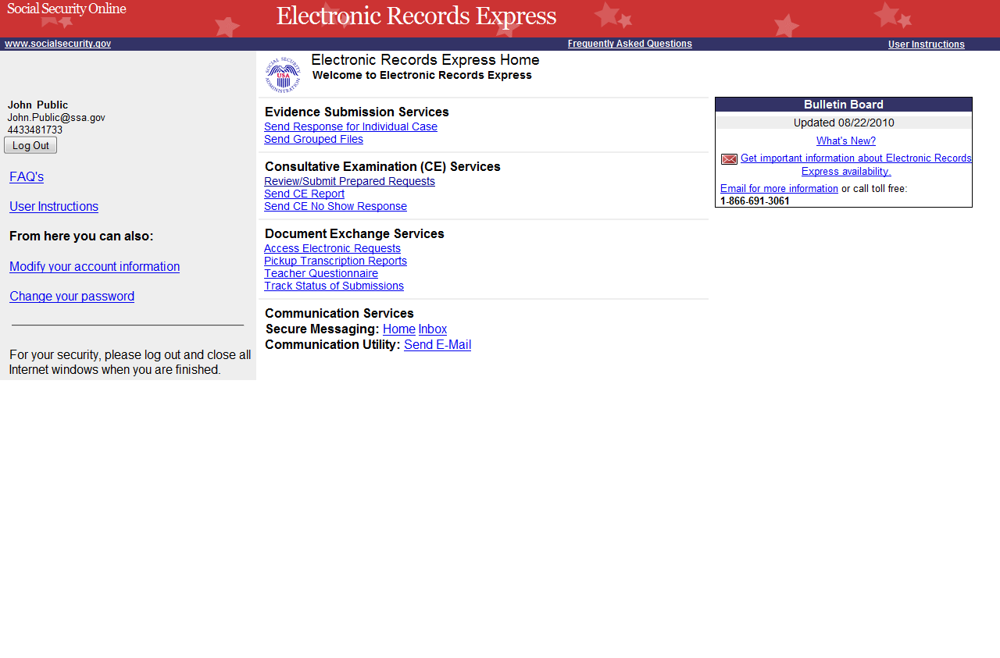 Social Security Online
Electronic Records Express
www.socialsecurity.gov
Frequently Asked Questions
User Instructions
John Public
John.Public@ssa.gov
4433481733
Log Out
FAQ's
User Instructions
From here you can also:
Modify your account information
Change your password
For your security, please log out and close all
Internet windows when you are finished.
SOCIAL SECURITY ADMINISTRATION
USA
Electronic Records Express Home
Welcome to Electronic Records Express
Evidence Submission Services
Send Response for Individual Case
Send Grouped Files
Consultative Examination (CE) Services
Review/Submit Prepared Requests
Send CE Report
Send CE No Show Response
Document Exchange Services
Access Electronic Requests
Pickup Transcription Reports
Teacher Questionnaire
Track Status of Submissions
Communication Services
Secure Messaging: Home Inbox
Communication Utility: Send E-Mail
Bulletin Board
Updated 08/22/2010
What's New?
Get important information about Electronic Records
Express availability.
Email for more information or call toll free:
1-866-691-3061